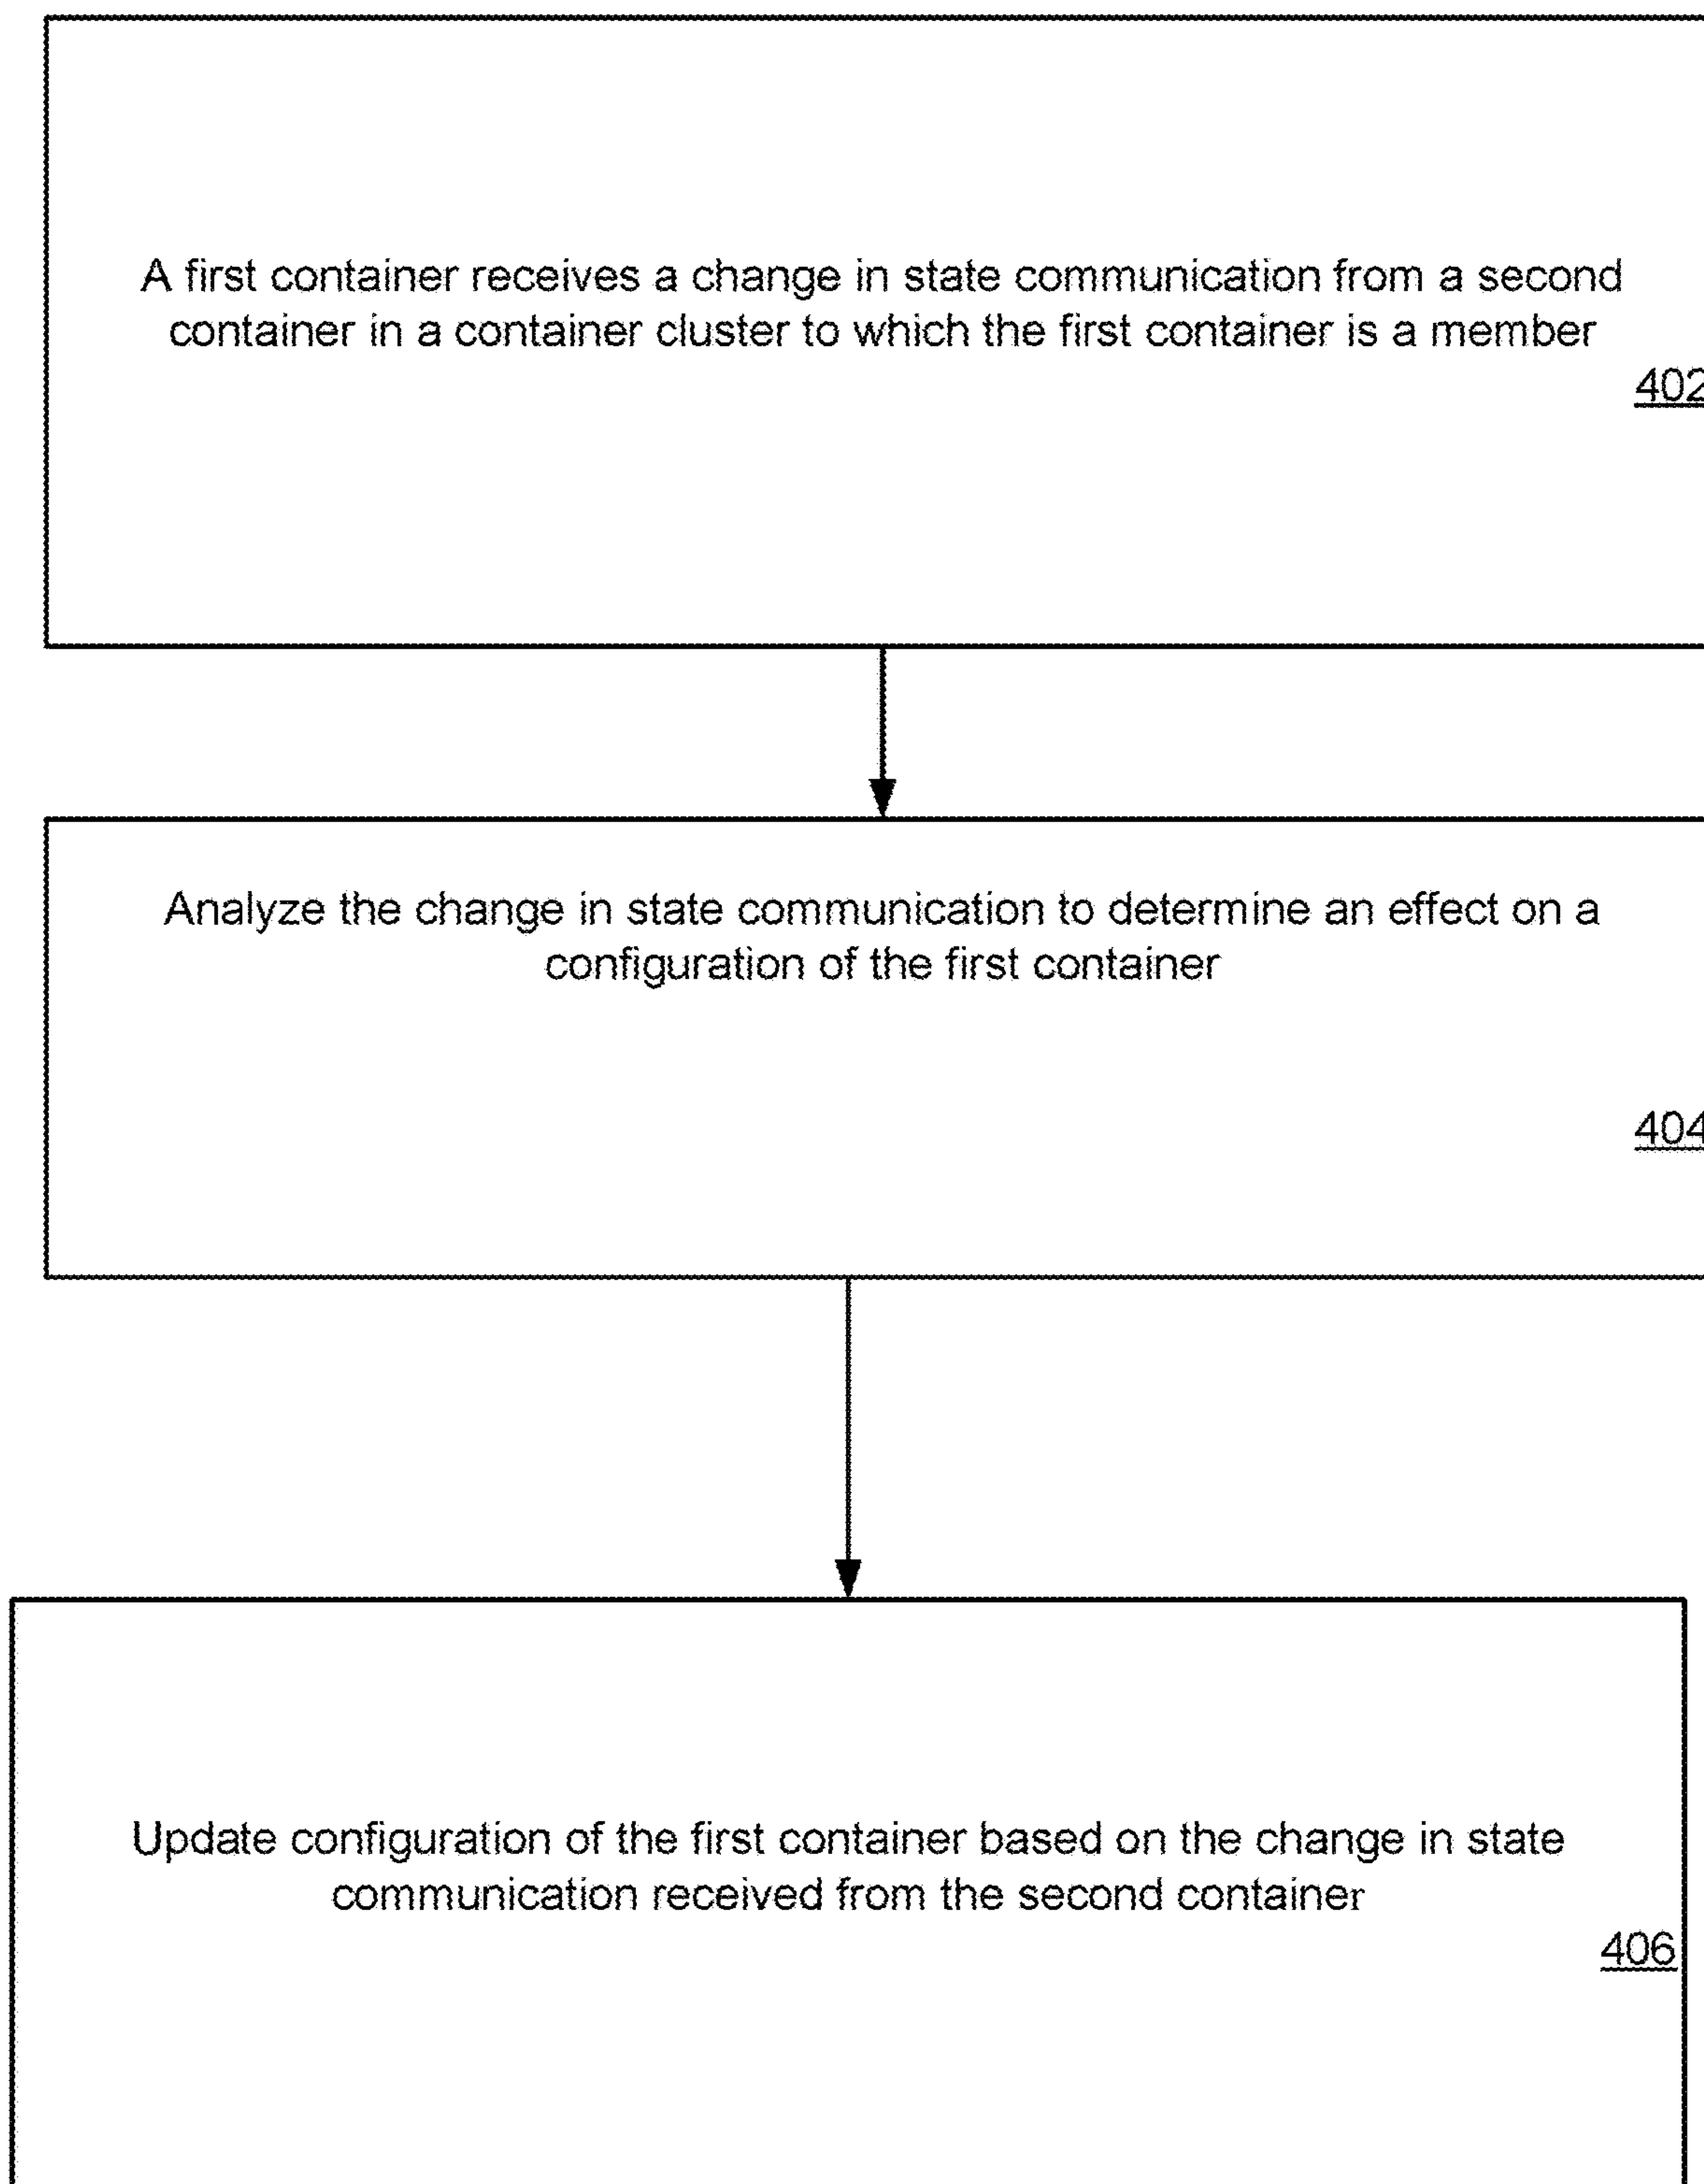 A first container receives a change in state communication from a second
container in a container cluster to which the first container is a member
402
Analyze the change in state communication to determine an effect on a
configuration of the first container
404
Update configuration of the first container based on the change in state
communication received from the second container
406